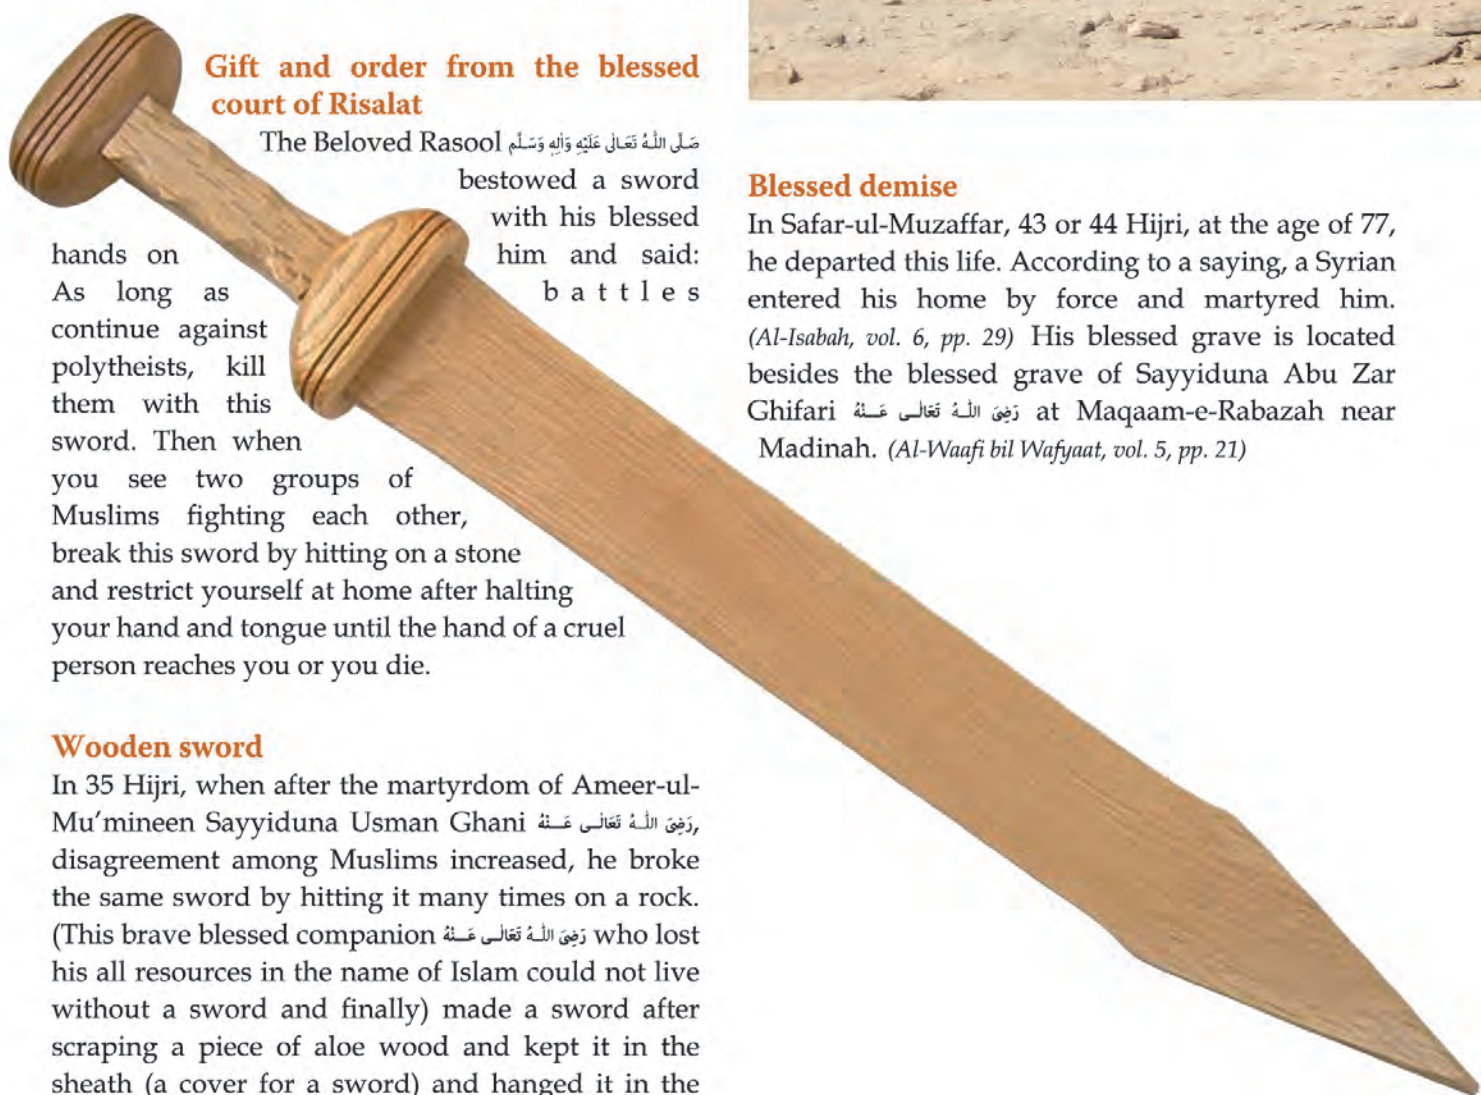 Gift and order from the blessed
court of Risalat
The Beloved Rasool صَلَّى اللهُ تَعَالٰى عَلَيْهِ وَاٰلِهٖ وَسَلَّم
bestowed a sword
with his blessed
hands on him and said:
As long as battles
continue against
polytheists, kill
them with this
sword. Then when
you see two groups of
Muslims fighting each other,
break this sword by hitting on a stone
and restrict yourself at home after halting
your hand and tongue until the hand of a cruel
person reaches you or you die.
Wooden sword
In 35 Hijri, when after the martyrdom of Ameer-ul-
Mu’mineen Sayyiduna Usman Ghani رَضِیَ اللهُ تَعَالٰی عَنْهُ,
disagreement among Muslims increased, he broke
the same sword by hitting it many times on a rock.
(This brave blessed companion رَضِیَ اللهُ تَعَالٰی عَنْهُ who lost
his all resources in the name of Islam could not live
without a sword and finally) made a sword after
scraping a piece of aloe wood and kept it in the
sheath (a cover for a sword) and hanged it in the
Blessed demise
In Safar-ul-Muzaffar, 43 or 44 Hijri, at the age of 77,
he departed this life. According to a saying, a Syrian
entered his home by force and martyred him.
(Al-Isabah, vol. 6, pp. 29) His blessed grave is located
besides the blessed grave of Sayyiduna Abu Zar
Ghifari رَضِیَ اللهُ تَعَالٰی عَنْهُ at Maqaam-e-Rabazah near
Madinah. (Al-Waafi bil Wafyaat, vol. 5, pp. 21)